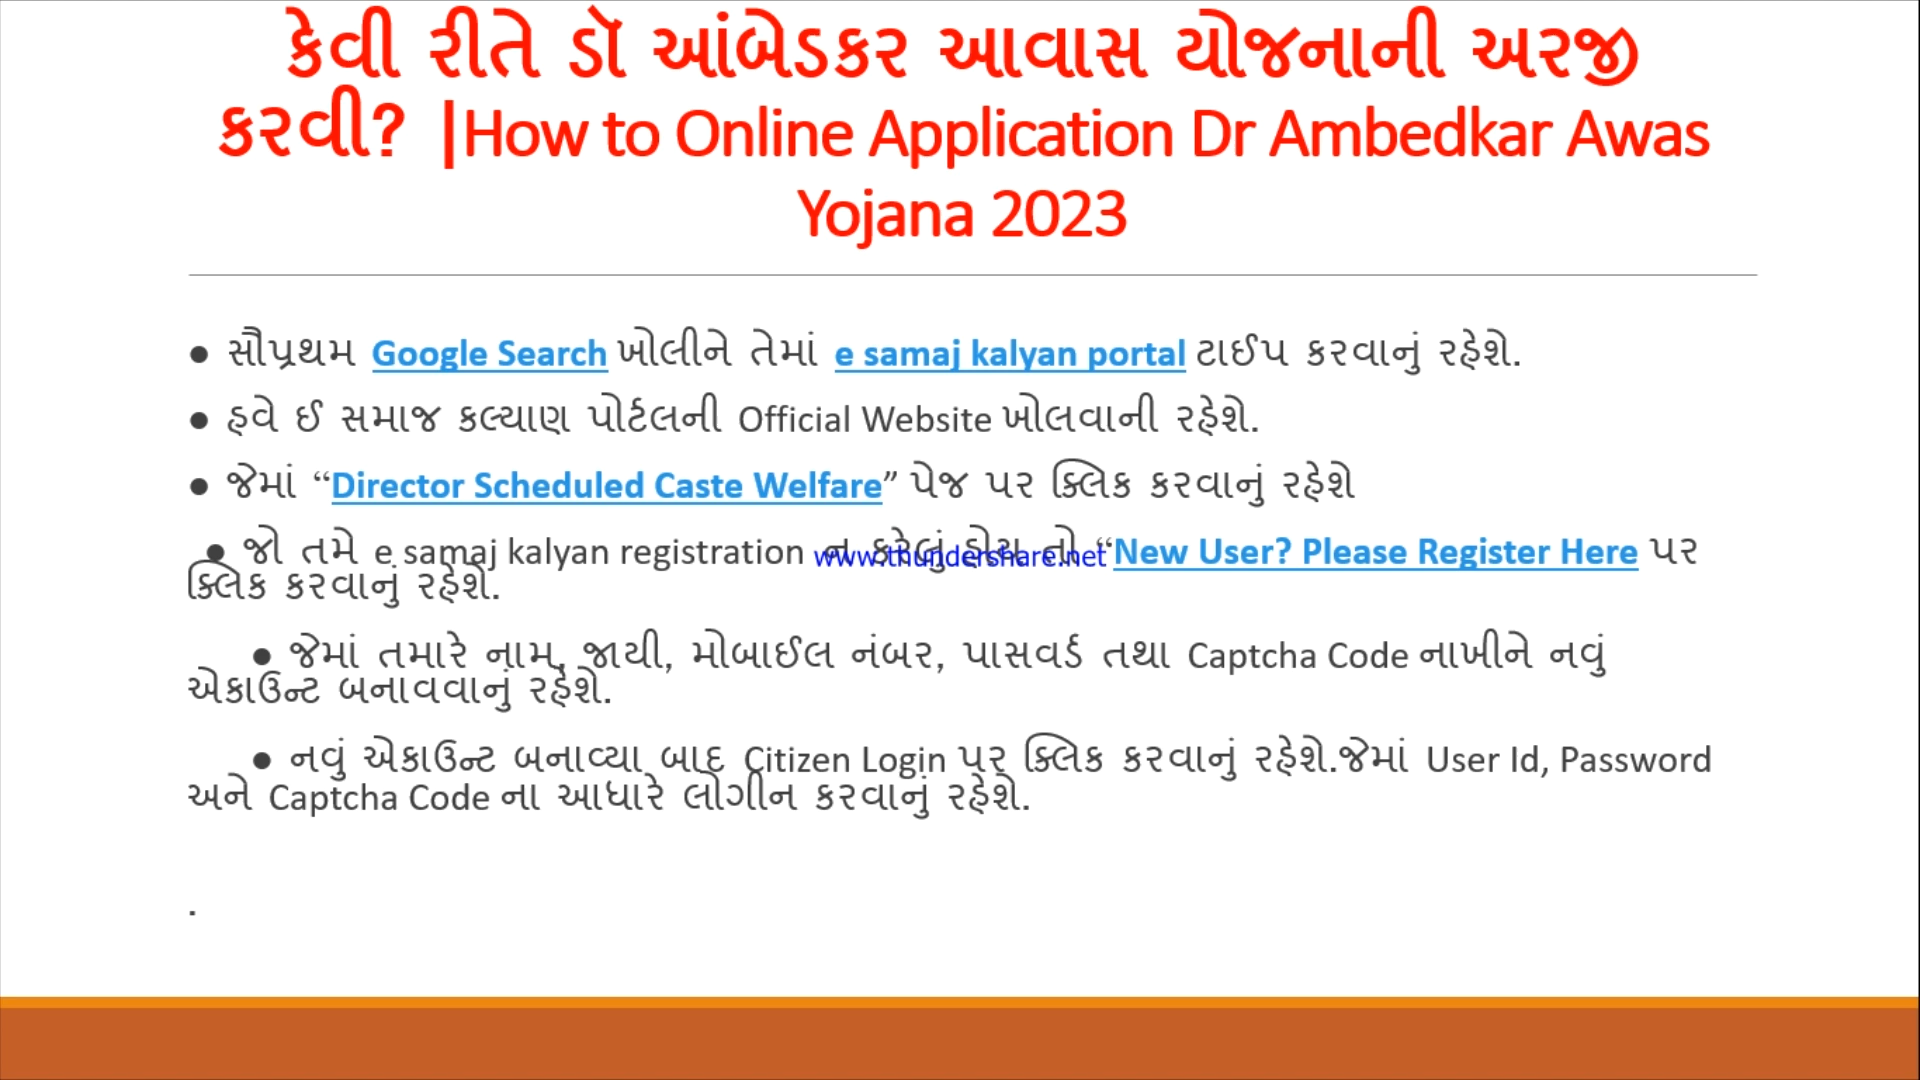 કેવી રીતે ડૉ આંબેડકર આવાસ યોજનાની અરજી
કરવી? |How to Online Application Dr Ambedkar Awas
Yojana 2023
● સૌપ્રથમ Google Search ખોલીને તેમાં e samaj kalyan portal ટાઈપ કરવાનું રહેશે.
● હવે ઈ સમાજ કલ્યાણ પોર્ટલની Official Website ખોલવાની રહેશે.
● જેમાં “Director Scheduled Caste Welfare” પેજ પર ક્લિક કરવાનું રહેશે
● જો તમે e samaj kalyan registration ન કરેલું હોય તો “New User? Please Register Here પર
www.thundershare.net
ક્લિક કરવાનું રહેશે.
● જેમાં તમારે નામ, જાયી, મોબાઈલ નંબર, પાસવર્ડ તથા Captcha Code નાખીને નવું
એકાઉન્ટ બનાવવાનું રહેશે.
● નવું એકાઉન્ટ બનાવ્યા બાદ Citizen Login પર ક્લિક કરવાનું રહેશે.જેમાં User Id, Password
અને Captcha Code ના આધારે લોગીન કરવાનું રહેશે.
.